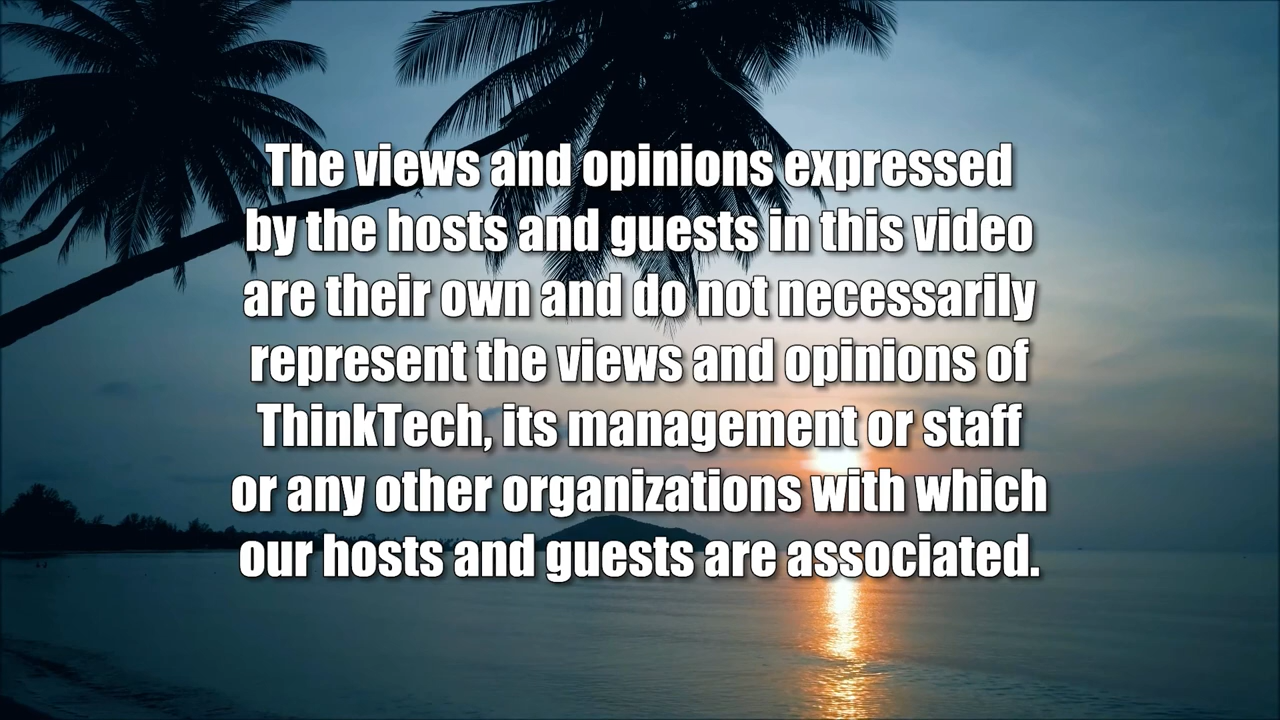 The views and opinions expressed
by the hosts and guests in this video
are their own and do not necessarily
represent the views and opinions of
ThinkTech, its management or staff
or any other organizations with which
our hosts and guests are associated.